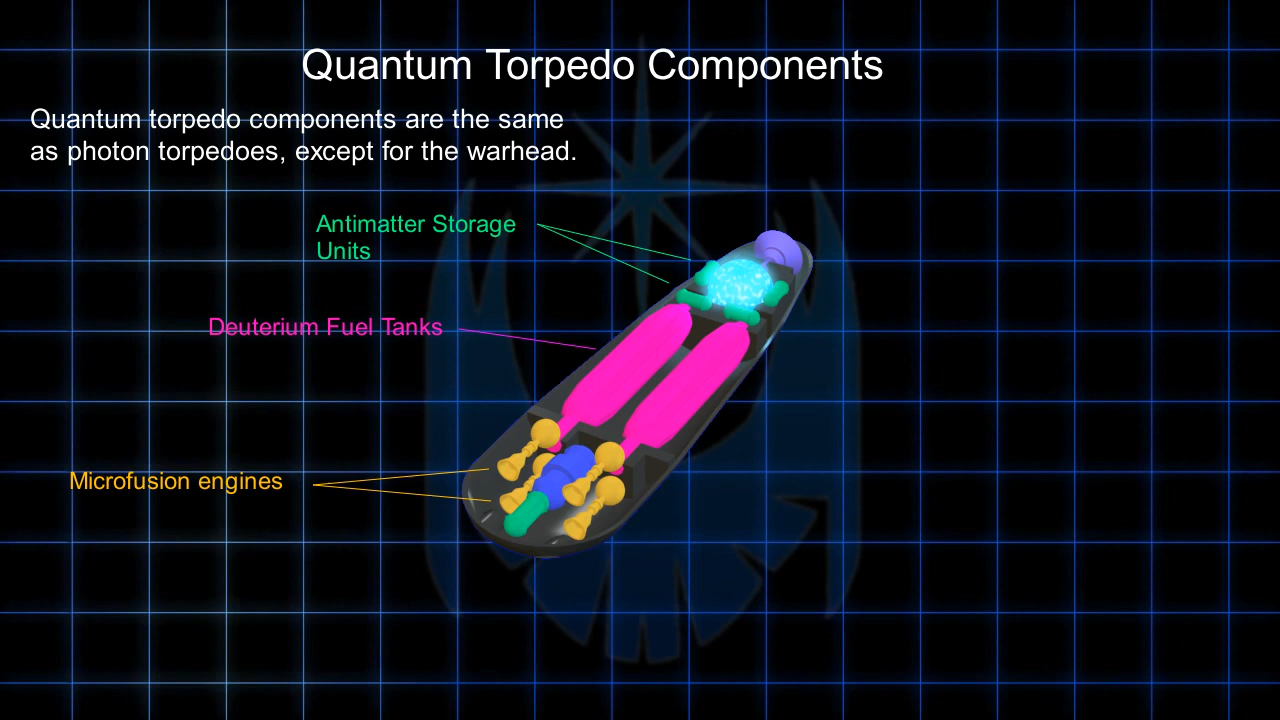 Quantum Torpedo Components
Quantum torpedo components are the same
as photon torpedoes, except for the warhead.
Antimatter Storage
Units
Deuterium Fuel Tanks
Microfusion engines